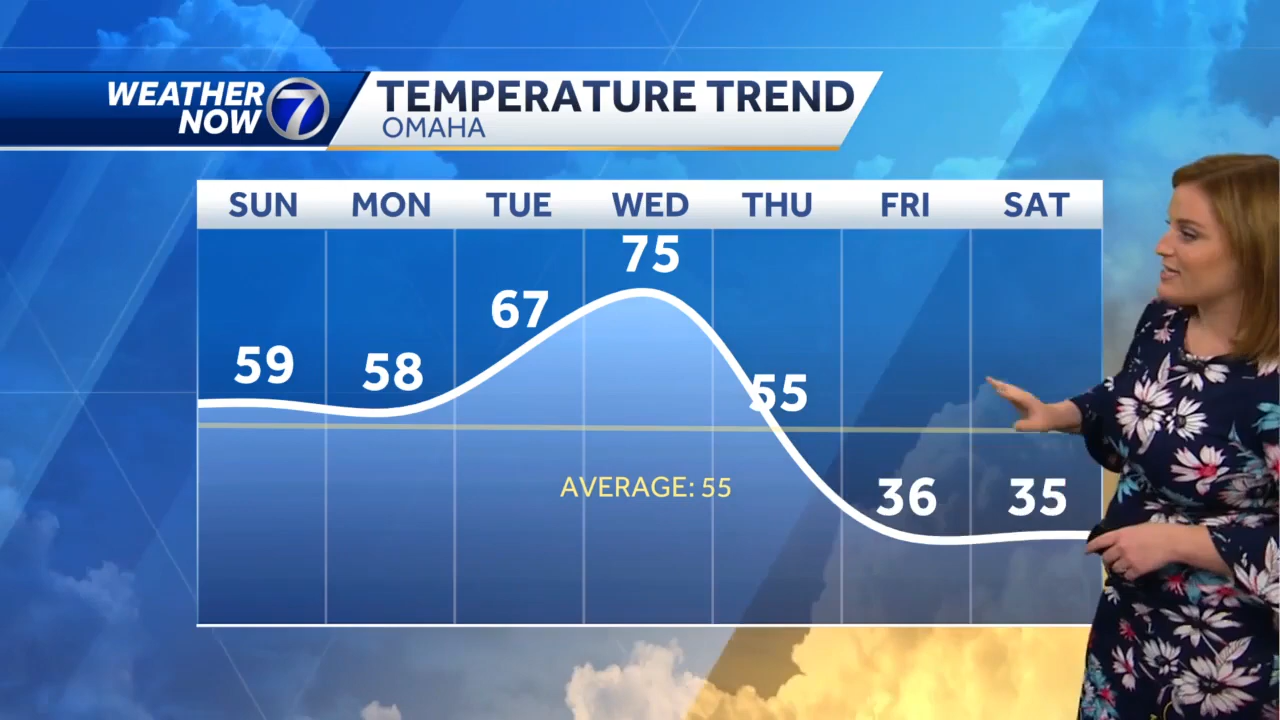 WEATHER
NOW 7
TEMPERATURE TREND
OMAHA
SUN MON TUE WED THU FRI SAT
59 58 67 75 55 36 35
AVERAGE: 55